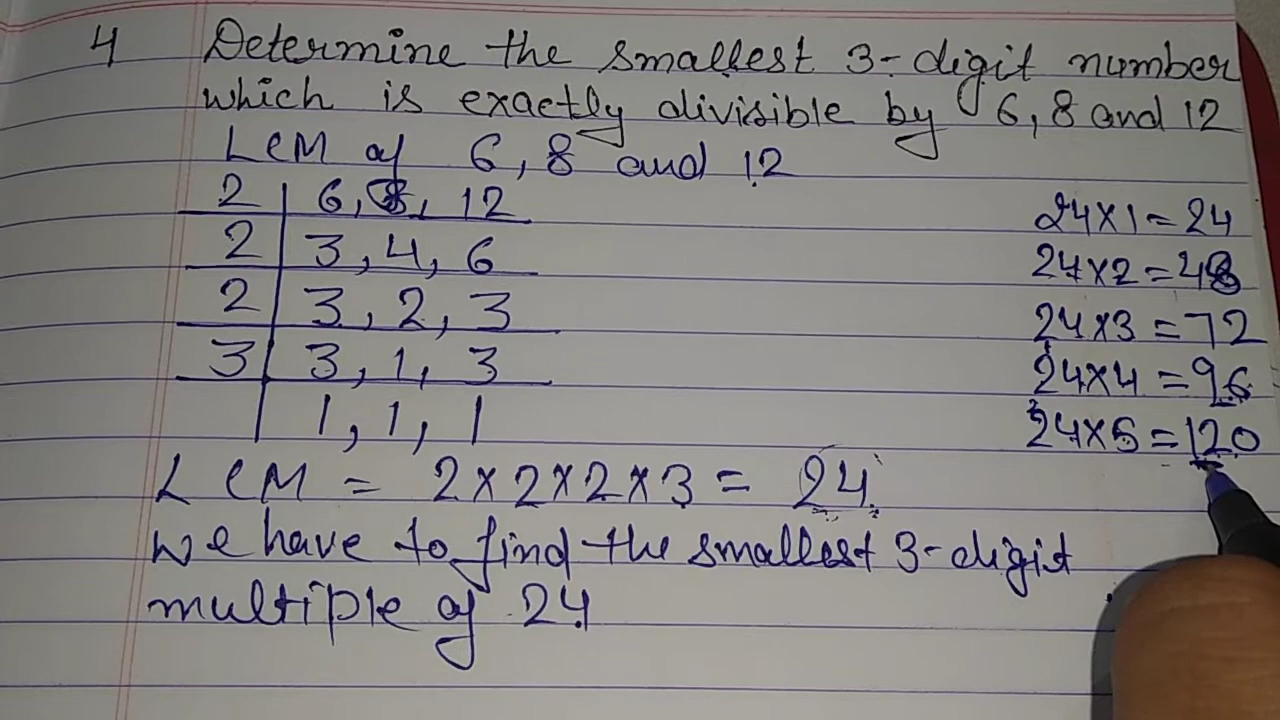 4 Determine the smallest 3-digit number
which is exactly divisible by 6, 8 and 12
LCM of 6, 8 and 12
2 | 6, 8, 12
2 | 3, 4, 6
2 | 3, 2, 3
3 | 3, 1, 3
| 1, 1, 1
LCM = 2×2×2×3 = 24
we have to find the smallest 3-digit
multiple of 24
24×1=24
24×2=48
24×3=72
24×4=96
24×5=120